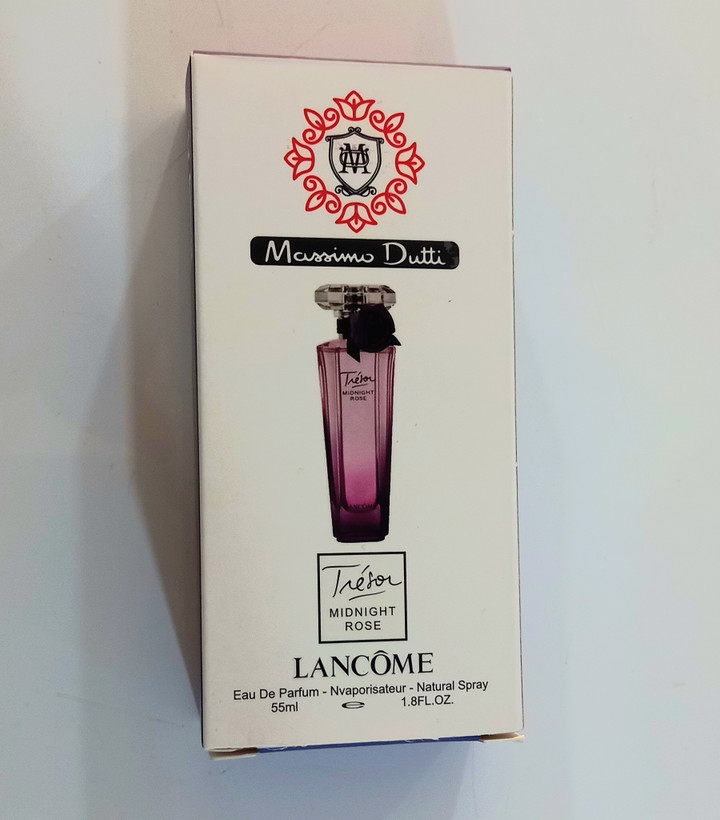 Massimo Dutti
Trésor
MIDNIGHT
ROSE
Trésor
MIDNIGHT
ROSE
LANCÔME
Eau De Parfum - Nvaporisateur - Natural Spray
55ml 1.8FL.OZ.